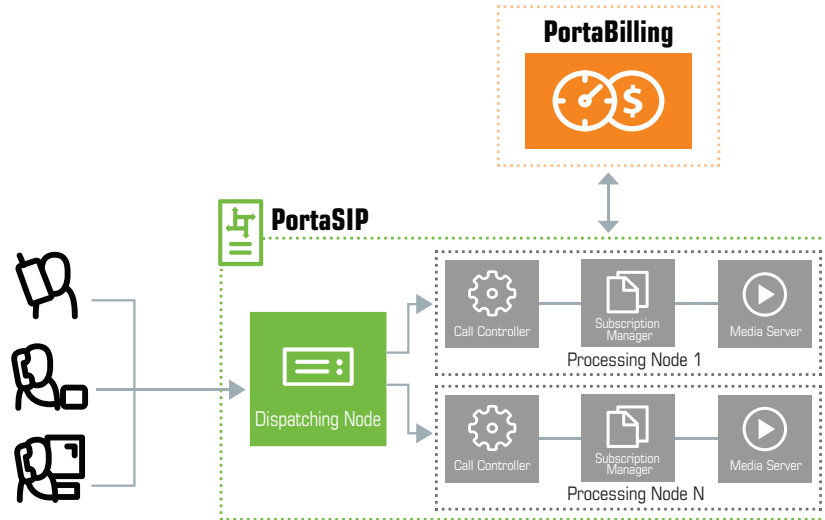 PortaBilling
$
PortaSIP
Dispatching Node
Call Controller
Subscription
Manager
Media Server
Processing Node 1
Call Controller
Subscription
Manager
Media Server
Processing Node N